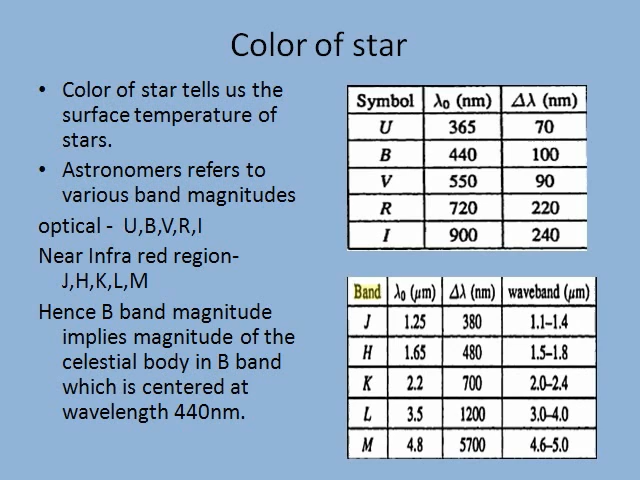 Color of star
• Color of star tells us the
surface temperature of
stars.
• Astronomers refers to
various band magnitudes
optical - U,B,V,R,I
Near Infra red region-
J,H,K,L,M
Hence B band magnitude
implies magnitude of the
celestial body in B band
which is centered at
wavelength 440nm.
Symbol λ₀ (nm) Δλ (nm)
U 365 70
B 440 100
V 550 90
R 720 220
I 900 240
Band λ₀ (μm) Δλ (nm) waveband (μm)
J 1.25 380 1.1–1.4
H 1.65 480 1.5–1.8
K 2.2 700 2.0–2.4
L 3.5 1200 3.0–4.0
M 4.8 5700 4.6–5.0